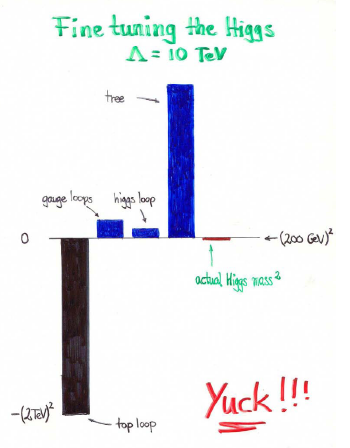 Fine tuning the Higgs
Λ = 10 TeV
tree
gauge loops
higgs loop
0
(200 GeV)²
actual Higgs mass²
-(2TeV)²
top loop
Yuck!!!